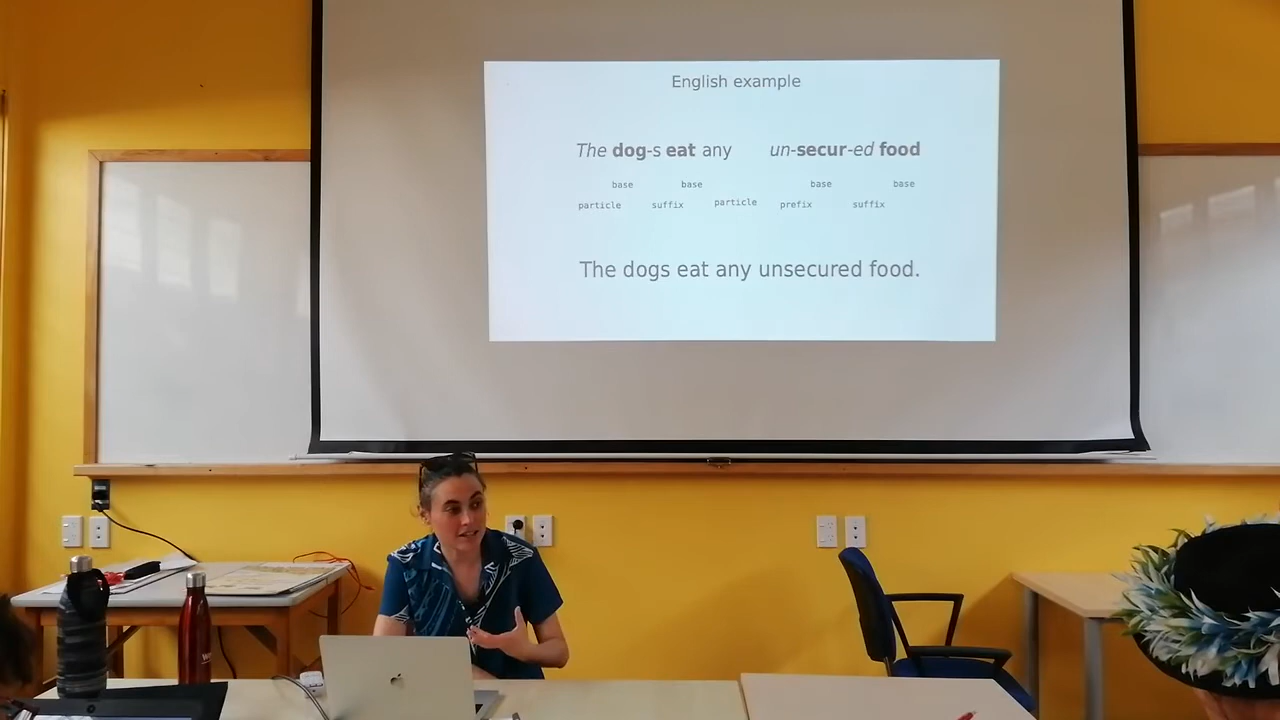 English example
The dog-s eat any un-secur-ed food
base base base base
particle suffix particle prefix suffix
The dogs eat any unsecured food.